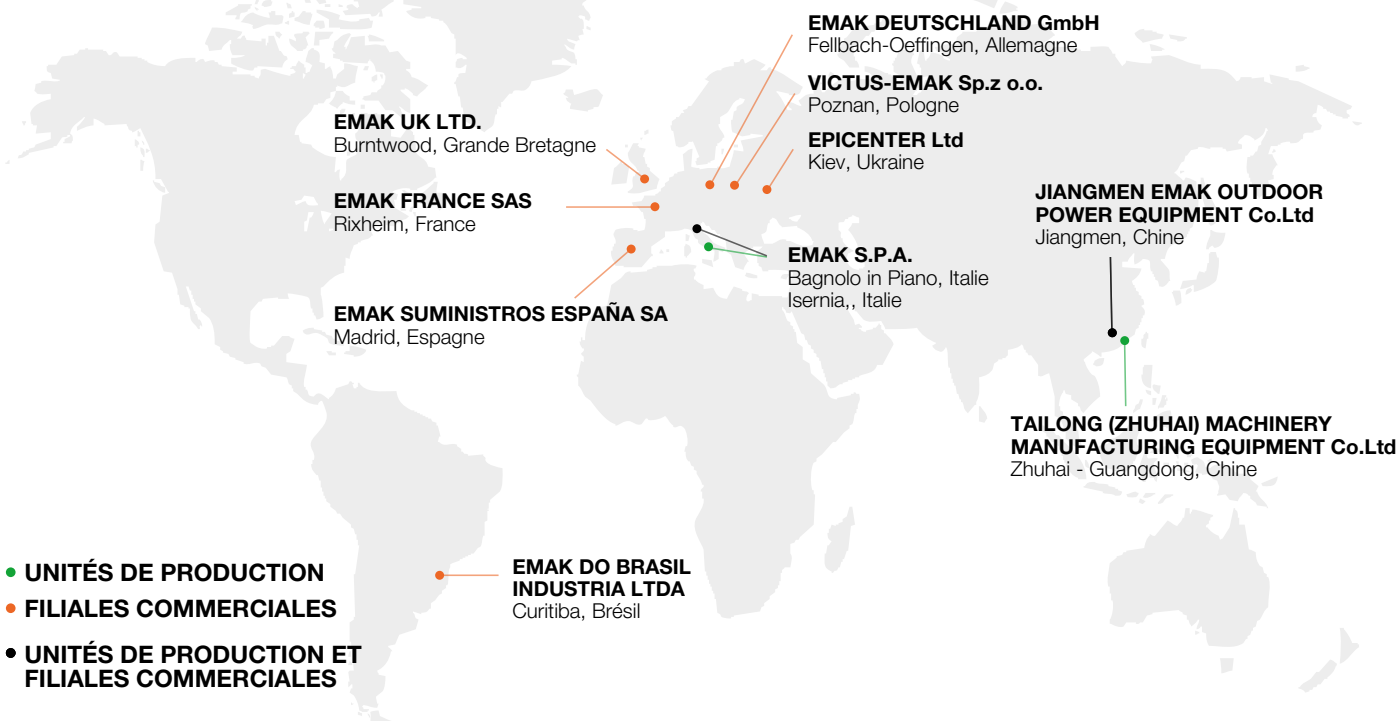 EMAK DEUTSCHLAND GmbH
Fellbach-Oeffingen, Allemagne
VICTUS-EMAK Sp.z o.o.
Poznan, Pologne
EPICENTER Ltd
Kiev, Ukraine
EMAK UK LTD.
Burntwood, Grande Bretagne
EMAK FRANCE SAS
Rixheim, France
EMAK SUMINISTROS ESPAÑA SA
Madrid, Espagne
EMAK S.P.A.
Bagnolo in Piano, Italie
Isernia,, Italie
JIANGMEN EMAK OUTDOOR
POWER EQUIPMENT Co.Ltd
Jiangmen, Chine
TAILONG (ZHUHAI) MACHINERY
MANUFACTURING EQUIPMENT Co.Ltd
Zhuhai - Guangdong, Chine
EMAK DO BRASIL
INDUSTRIA LTDA
Curitiba, Brésil
UNITÉS DE PRODUCTION
FILIALES COMMERCIALES
UNITÉS DE PRODUCTION ET
FILIALES COMMERCIALES